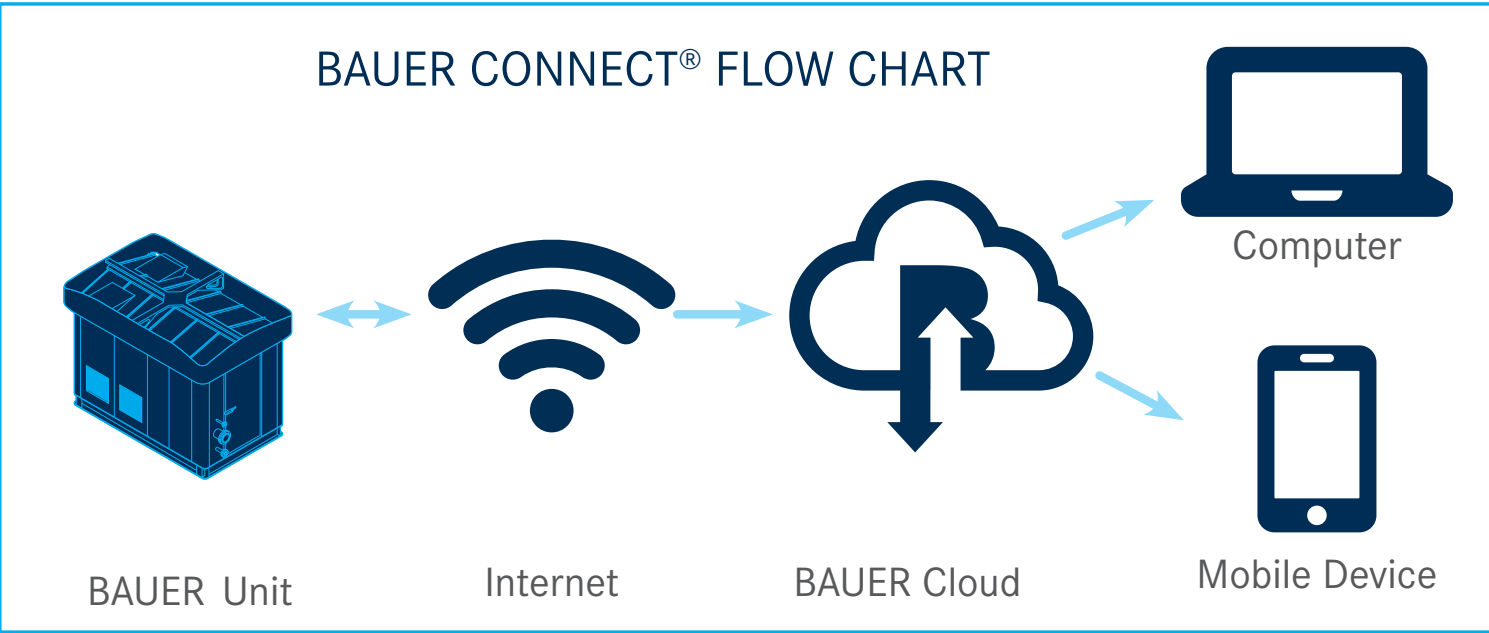 BAUER CONNECT® FLOW CHART
Computer
BAUER Unit
Internet
BAUER Cloud
Mobile Device